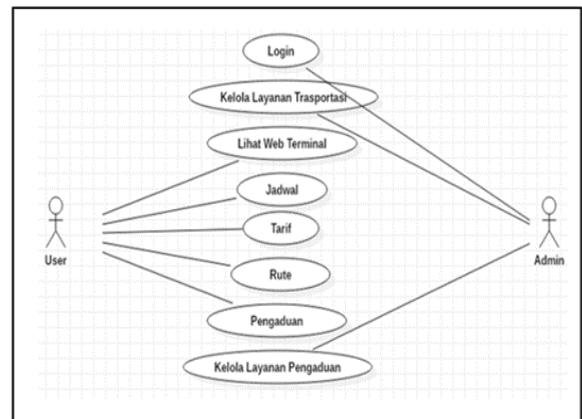 Login
Kelola Layanan Trasportasi
Lihat Web Terminal
Jadwal
Tarif
User
Admin
Rute
Pengaduan
Kelola Layanan Pengaduan